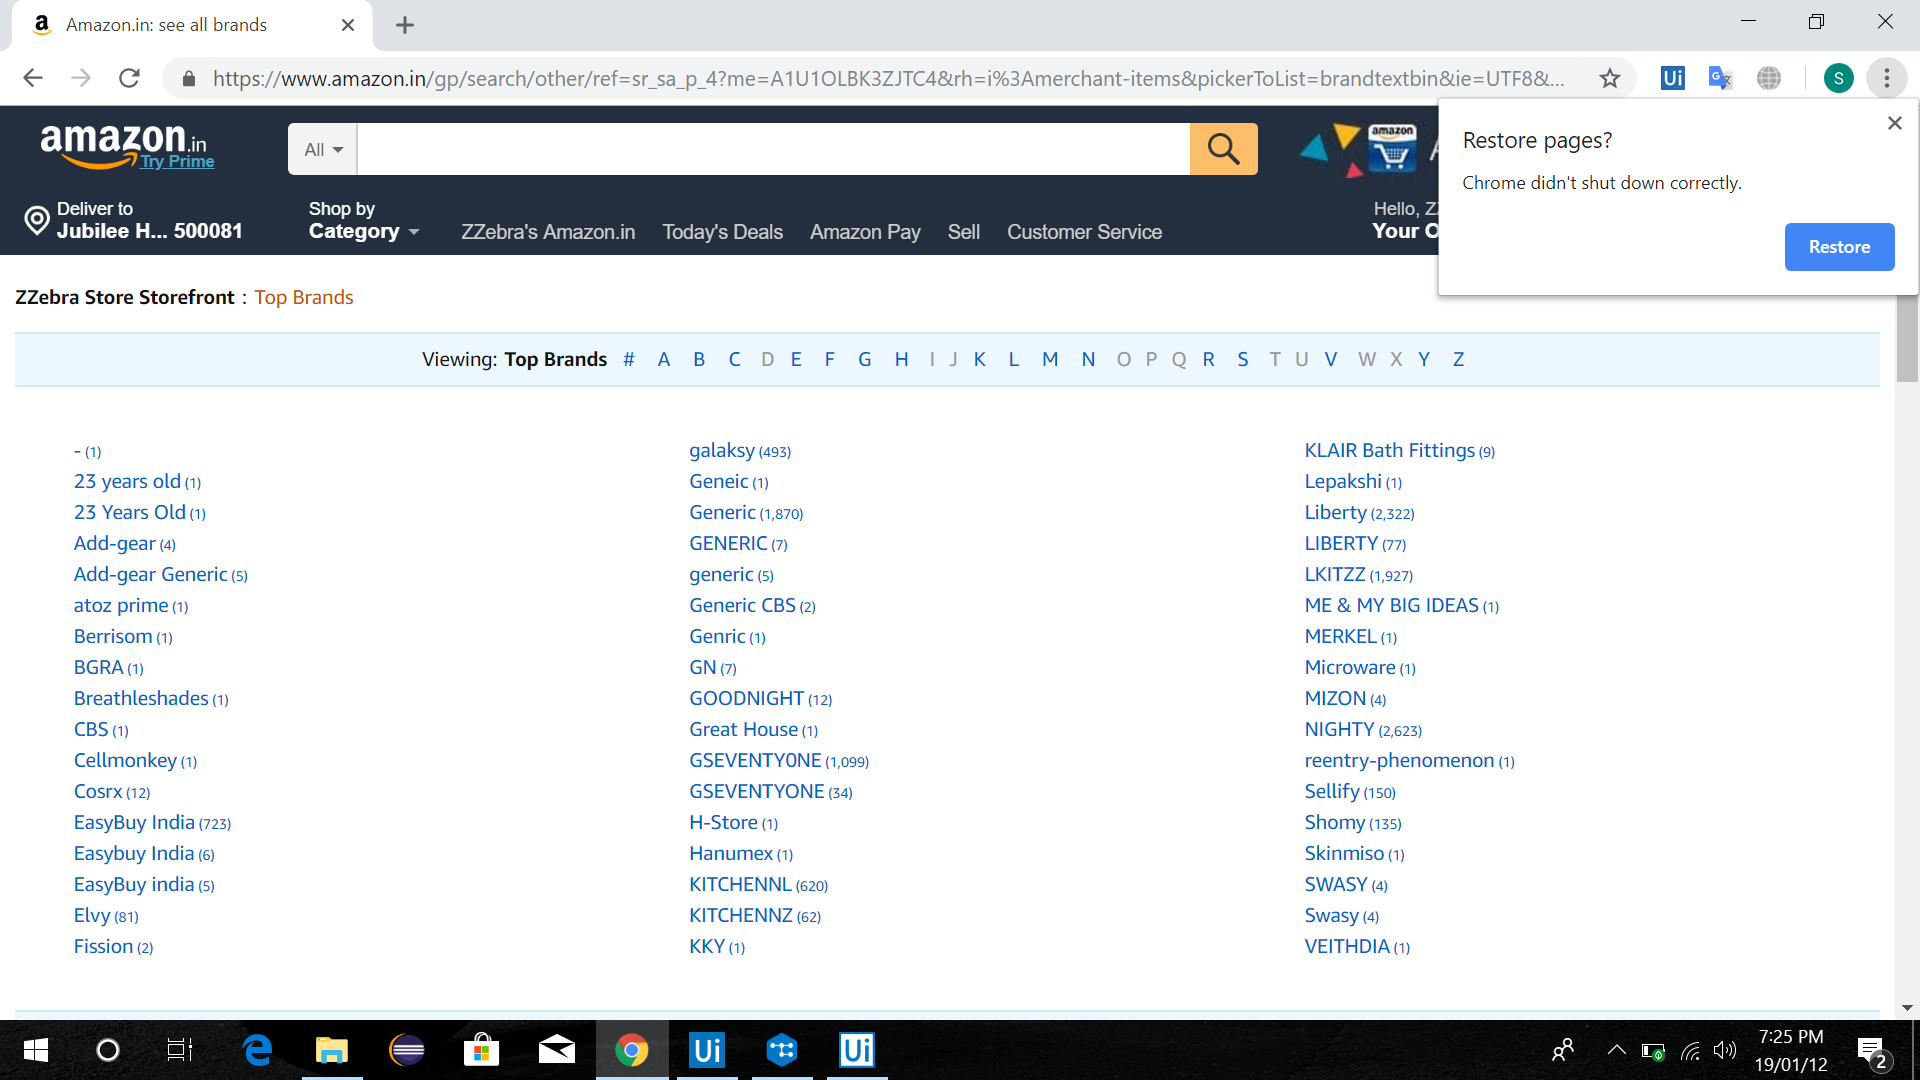 Amazon.in: see all brands
https://www.amazon.in/gp/search/other/ref=sr_sa_p_4?me=A1U1OLBK3ZJTC4&rh=i%3Amerchant-items&pickerToList=brandtextbin&ie=UTF8&...
Ui
S
Restore pages?
Chrome didn't shut down correctly.
Restore
amazon.in
Try Prime
All
amazon
Deliver to
Jubilee H... 500081
Shop by
Category
ZZebra's Amazon.in Today's Deals Amazon Pay Sell Customer Service
Hello, ZZ
Your O
ZZebra Store Storefront : Top Brands
Viewing: Top Brands # A B C D E F G H I J K L M N O P Q R S T U V W X Y Z
- (1)
23 years old (1)
23 Years Old (1)
Add-gear (4)
Add-gear Generic (5)
atoz prime (1)
Berrisom (1)
BGRA (1)
Breathleshades (1)
CBS (1)
Cellmonkey (1)
Cosrx (12)
EasyBuy India (723)
Easybuy India (6)
EasyBuy india (5)
Elvy (81)
Fission (2)
galaksy (493)
Geneic (1)
Generic (1,870)
GENERIC (7)
generic (5)
Generic CBS (2)
Genric (1)
GN (7)
GOODNIGHT (12)
Great House (1)
GSEVENTY0NE (1,099)
GSEVENTYONE (34)
H-Store (1)
Hanumex (1)
KITCHENNL (620)
KITCHENNZ (62)
KKY (1)
KLAIR Bath Fittings (9)
Lepakshi (1)
Liberty (2,322)
LIBERTY (77)
LKITZZ (1,927)
ME & MY BIG IDEAS (1)
MERKEL (1)
Microware (1)
MIZON (4)
NIGHTY (2,623)
reentry-phenomenon (1)
Sellify (150)
Shomy (135)
Skinmiso (1)
SWASY (4)
Swasy (4)
VEITHDIA (1)
Ui
Ui
7:25 PM
19/01/12
2